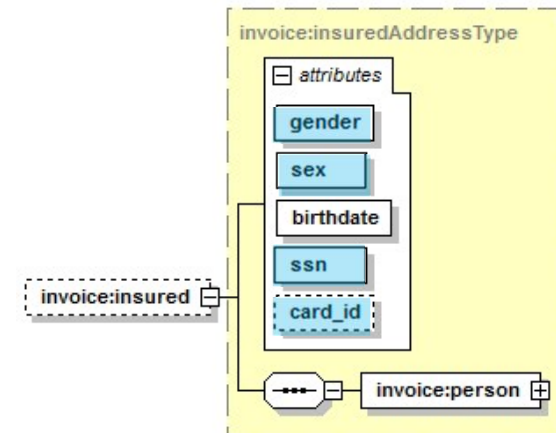 invoice:insuredAddressType
attributes
gender
sex
birthdate
ssn
invoice:insured
card_id
invoice:person